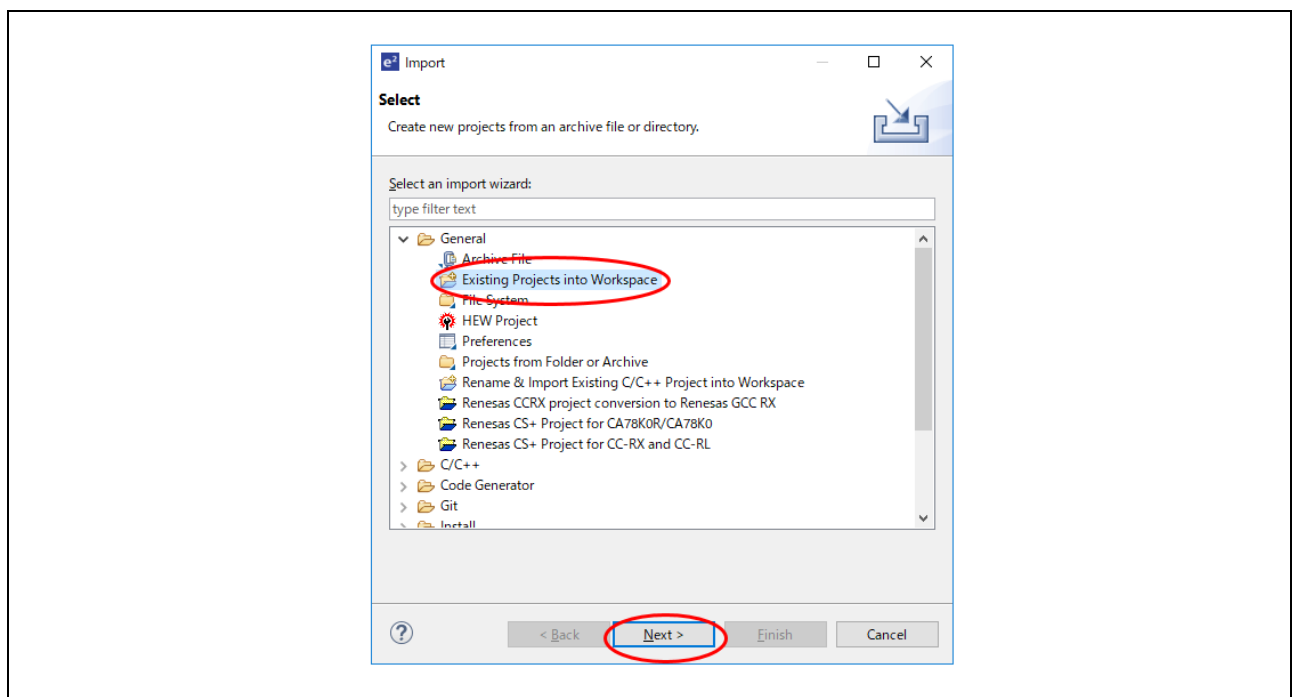 e² Import
Select
Create new projects from an archive file or directory.
Select an import wizard:
type filter text
General
Archive File
Existing Projects into Workspace
File System
HEW Project
Preferences
Projects from Folder or Archive
Rename & Import Existing C/C++ Project into Workspace
Renesas CCRX project conversion to Renesas GCC RX
Renesas CS+ Project for CA78K0R/CA78K0
Renesas CS+ Project for CC-RX and CC-RL
C/C++
Code Generator
Git
Install
? < Back Next > Finish Cancel